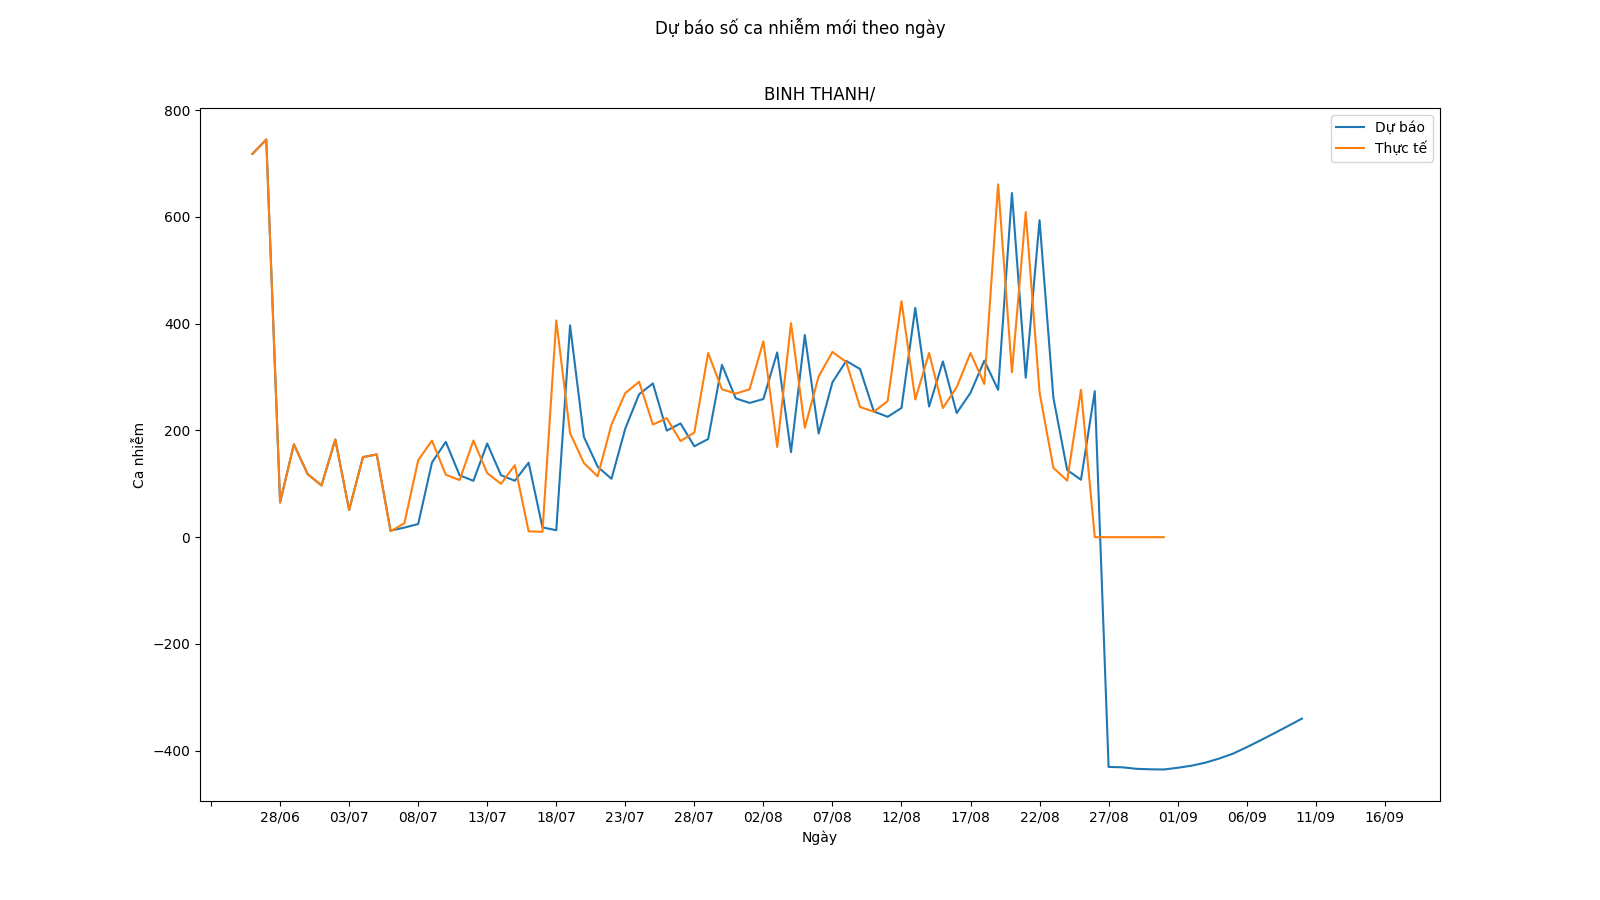 Dự báo số ca nhiễm mới theo ngày
BINH THANH/
Dự báo
Thực tế
Ca nhiễm
800
600
400
200
0
−200
−400
28/06 03/07 08/07 13/07 18/07 23/07 28/07 02/08 07/08 12/08 17/08 22/08 27/08 01/09 06/09 11/09 16/09
Ngày